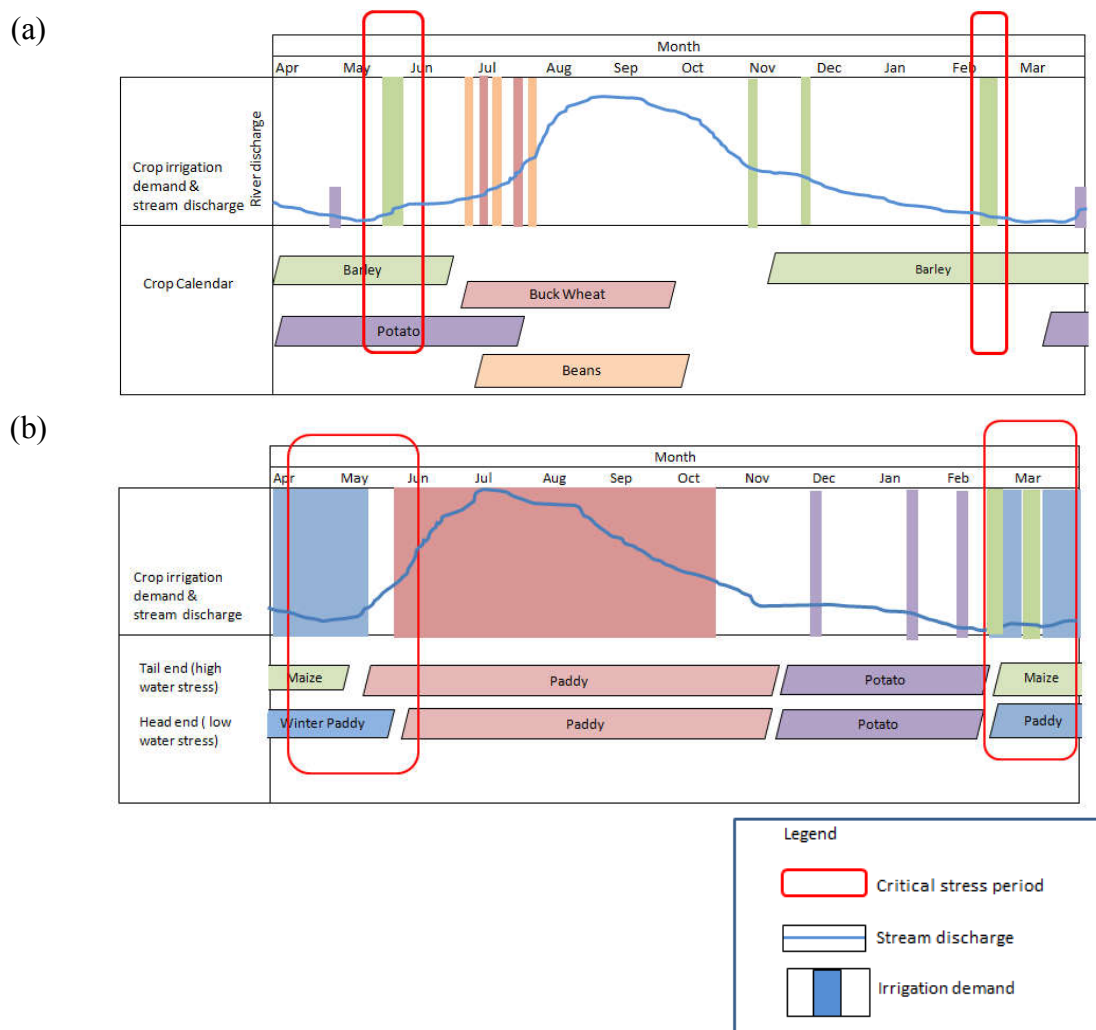 (a)
Month
Apr May Jun Jul Aug Sep Oct Nov Dec Jan Feb Mar
Crop irrigation
demand &
stream discharge
River discharge
Crop Calendar
Barley
Barley
Buck Wheat
Potato
Beans
(b)
Month
Apr May Jun Jul Aug Sep Oct Nov Dec Jan Feb Mar
Crop irrigation
demand &
stream discharge
Tail end (high
water stress)
Maize
Paddy
Potato
Maize
Head end ( low
water stress)
Winter Paddy
Paddy
Potato
Paddy
Legend
Critical stress period
Stream discharge
Irrigation demand